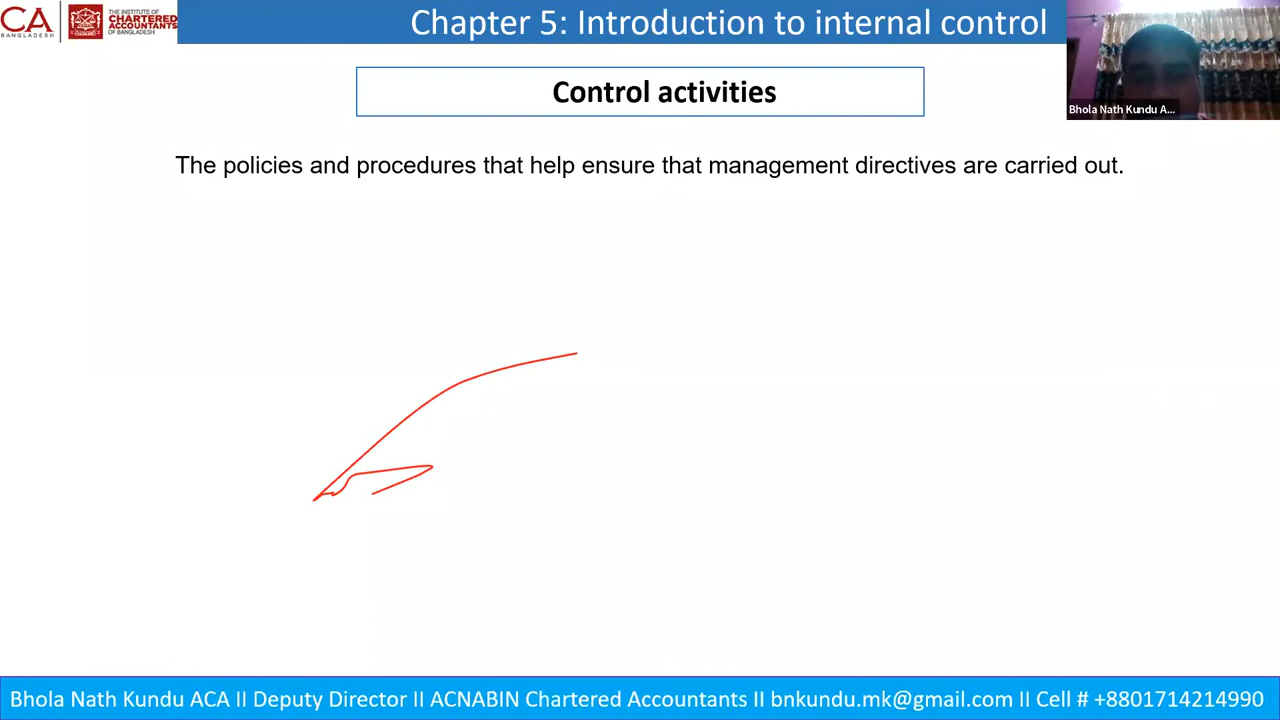 CA
BANGLADESH
THE INSTITUTE OF
CHARTERED
ACCOUNTANTS
OF BANGLADESH
Chapter 5: Introduction to internal control
Bhola Nath Kundu A...
Control activities
The policies and procedures that help ensure that management directives are carried out.
Bhola Nath Kundu ACA II Deputy Director II ACNABIN Chartered Accountants II bnkundu.mk@gmail.com II Cell # +8801714214990